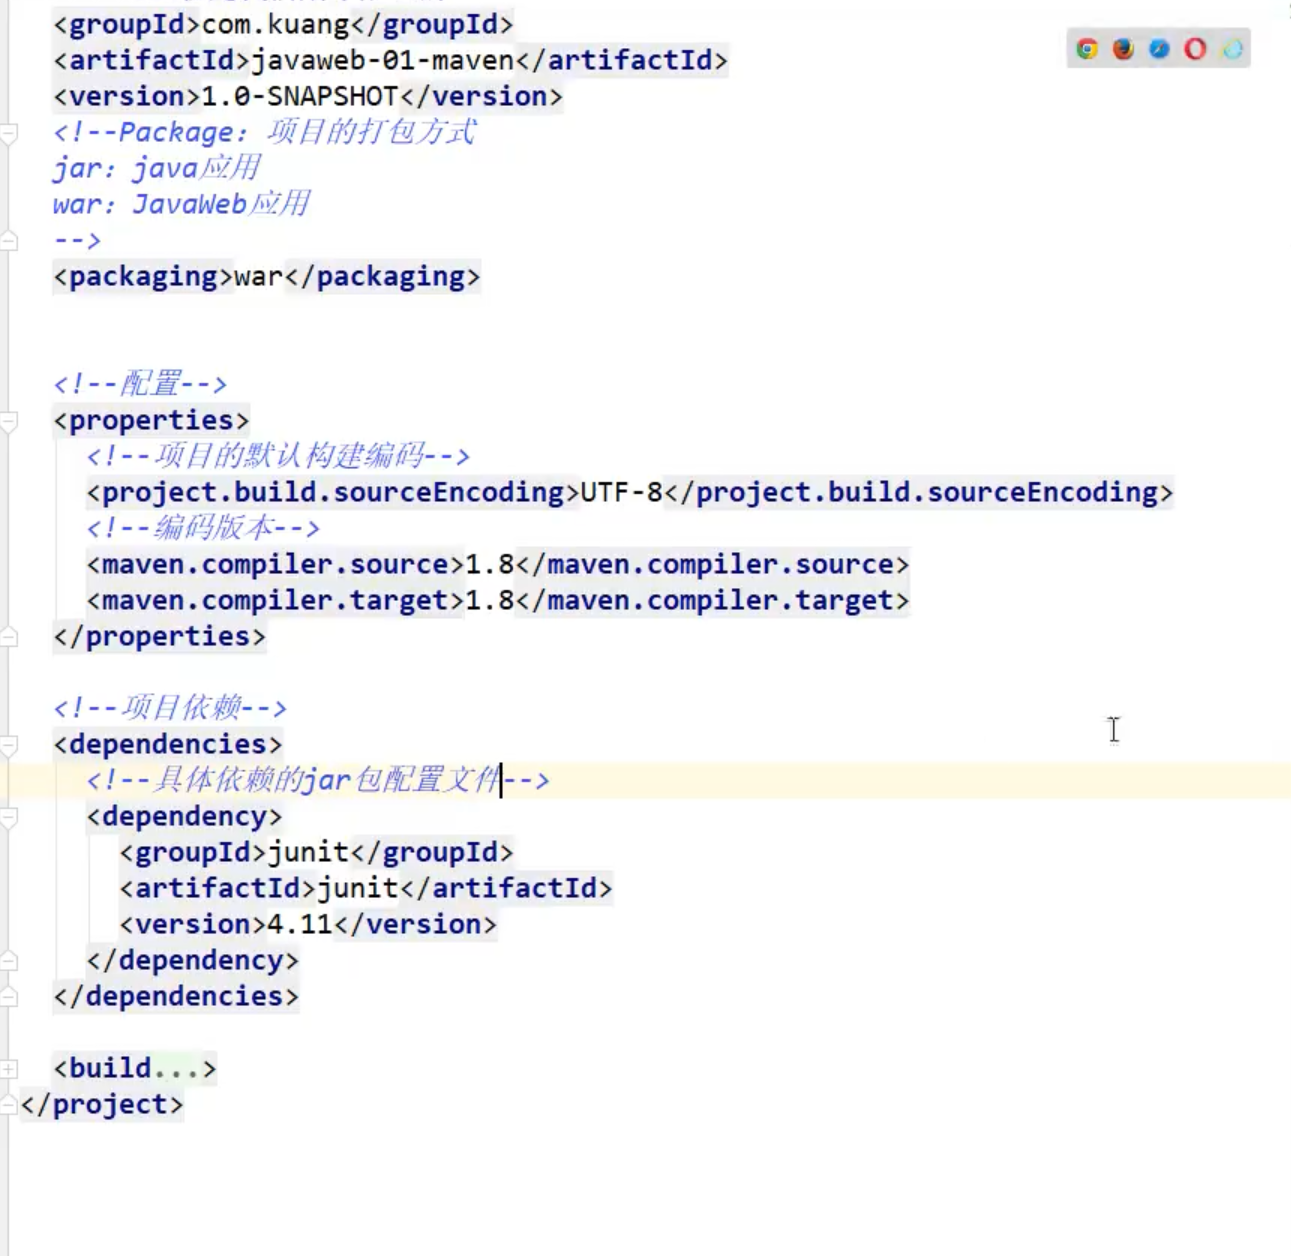 <groupId>com.kuang</groupId>
<artifactId>javaweb-01-maven</artifactId>
<version>1.0-SNAPSHOT</version>
<!--Package：项目的打包方式
jar：java应用
war：JavaWeb应用
-->
<packaging>war</packaging>
<!--配置-->
<properties>
<!--项目的默认构建编码-->
<project.build.sourceEncoding>UTF-8</project.build.sourceEncoding>
<!--编码版本-->
<maven.compiler.source>1.8</maven.compiler.source>
<maven.compiler.target>1.8</maven.compiler.target>
</properties>
<!--项目依赖-->
<dependencies>
<!--具体依赖的jar包配置文件-->
<dependency>
<groupId>junit</groupId>
<artifactId>junit</artifactId>
<version>4.11</version>
</dependency>
</dependencies>
<build...>
</project>